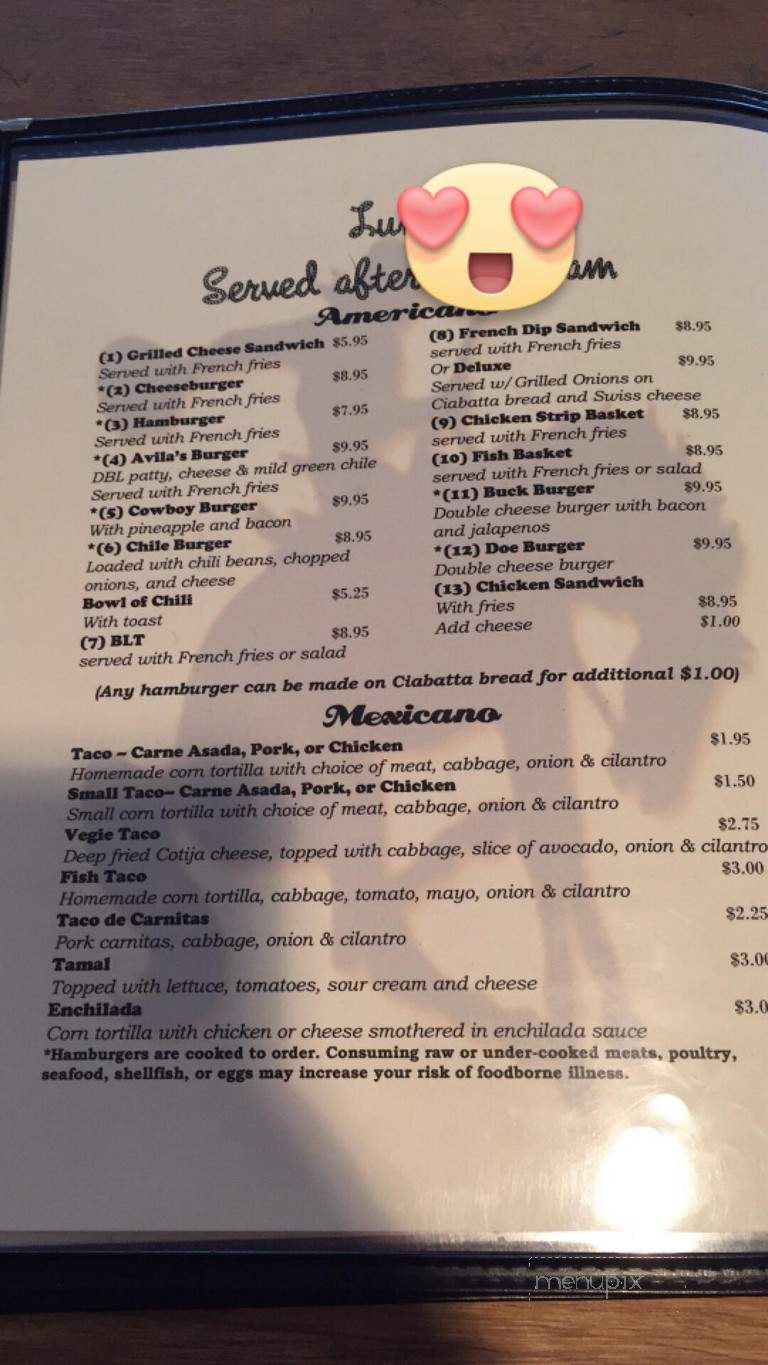 Served after am
Americano
(1) Grilled Cheese Sandwich $5.95
Served with French fries
*(2) Cheeseburger $8.95
Served with French fries
*(3) Hamburger $7.95
Served with French fries
*(4) Avila's Burger $9.95
DBL patty, cheese & mild green chile
Served with French fries
*(5) Cowboy Burger $9.95
With pineapple and bacon
*(6) Chile Burger $8.95
Loaded with chili beans, chopped
onions, and cheese
Bowl of Chili $5.25
With toast
(7) BLT $8.95
served with French fries or salad
(8) French Dip Sandwich $8.95
served with French fries
Or Deluxe $9.95
Served w/ Grilled Onions on
Ciabatta bread and Swiss cheese
(9) Chicken Strip Basket $8.95
served with French fries
(10) Fish Basket $8.95
served with French fries or salad
*(11) Buck Burger $9.95
Double cheese burger with bacon
and jalapenos
*(12) Doe Burger $9.95
Double cheese burger
(13) Chicken Sandwich
With fries $8.95
Add cheese $1.00
(Any hamburger can be made on Ciabatta bread for additional $1.00)
Mexicano
Taco – Carne Asada, Pork, or Chicken $1.95
Homemade corn tortilla with choice of meat, cabbage, onion & cilantro
Small Taco– Carne Asada, Pork, or Chicken $1.50
Small corn tortilla with choice of meat, cabbage, onion & cilantro
Vegie Taco $2.75
Deep fried Cotija cheese, topped with cabbage, slice of avocado, onion & cilantro
Fish Taco $3.00
Homemade corn tortilla, cabbage, tomato, mayo, onion & cilantro
Taco de Carnitas $2.25
Pork carnitas, cabbage, onion & cilantro
Tamal $3.00
Topped with lettuce, tomatoes, sour cream and cheese
Enchilada $3.0
Corn tortilla with chicken or cheese smothered in enchilada sauce
*Hamburgers are cooked to order. Consuming raw or under-cooked meats, poultry,
seafood, shellfish, or eggs may increase your risk of foodborne illness.
menupix